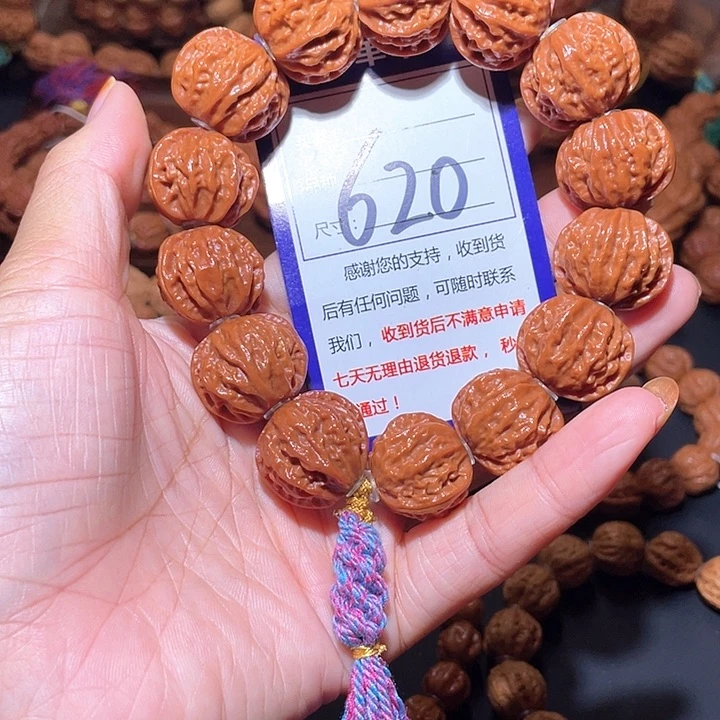 620
尺寸：
感谢您的支持，收到货
后有任何问题，可随时联系
我们，收到货后不满意申请
七天无理由退货退款，秒
通过！